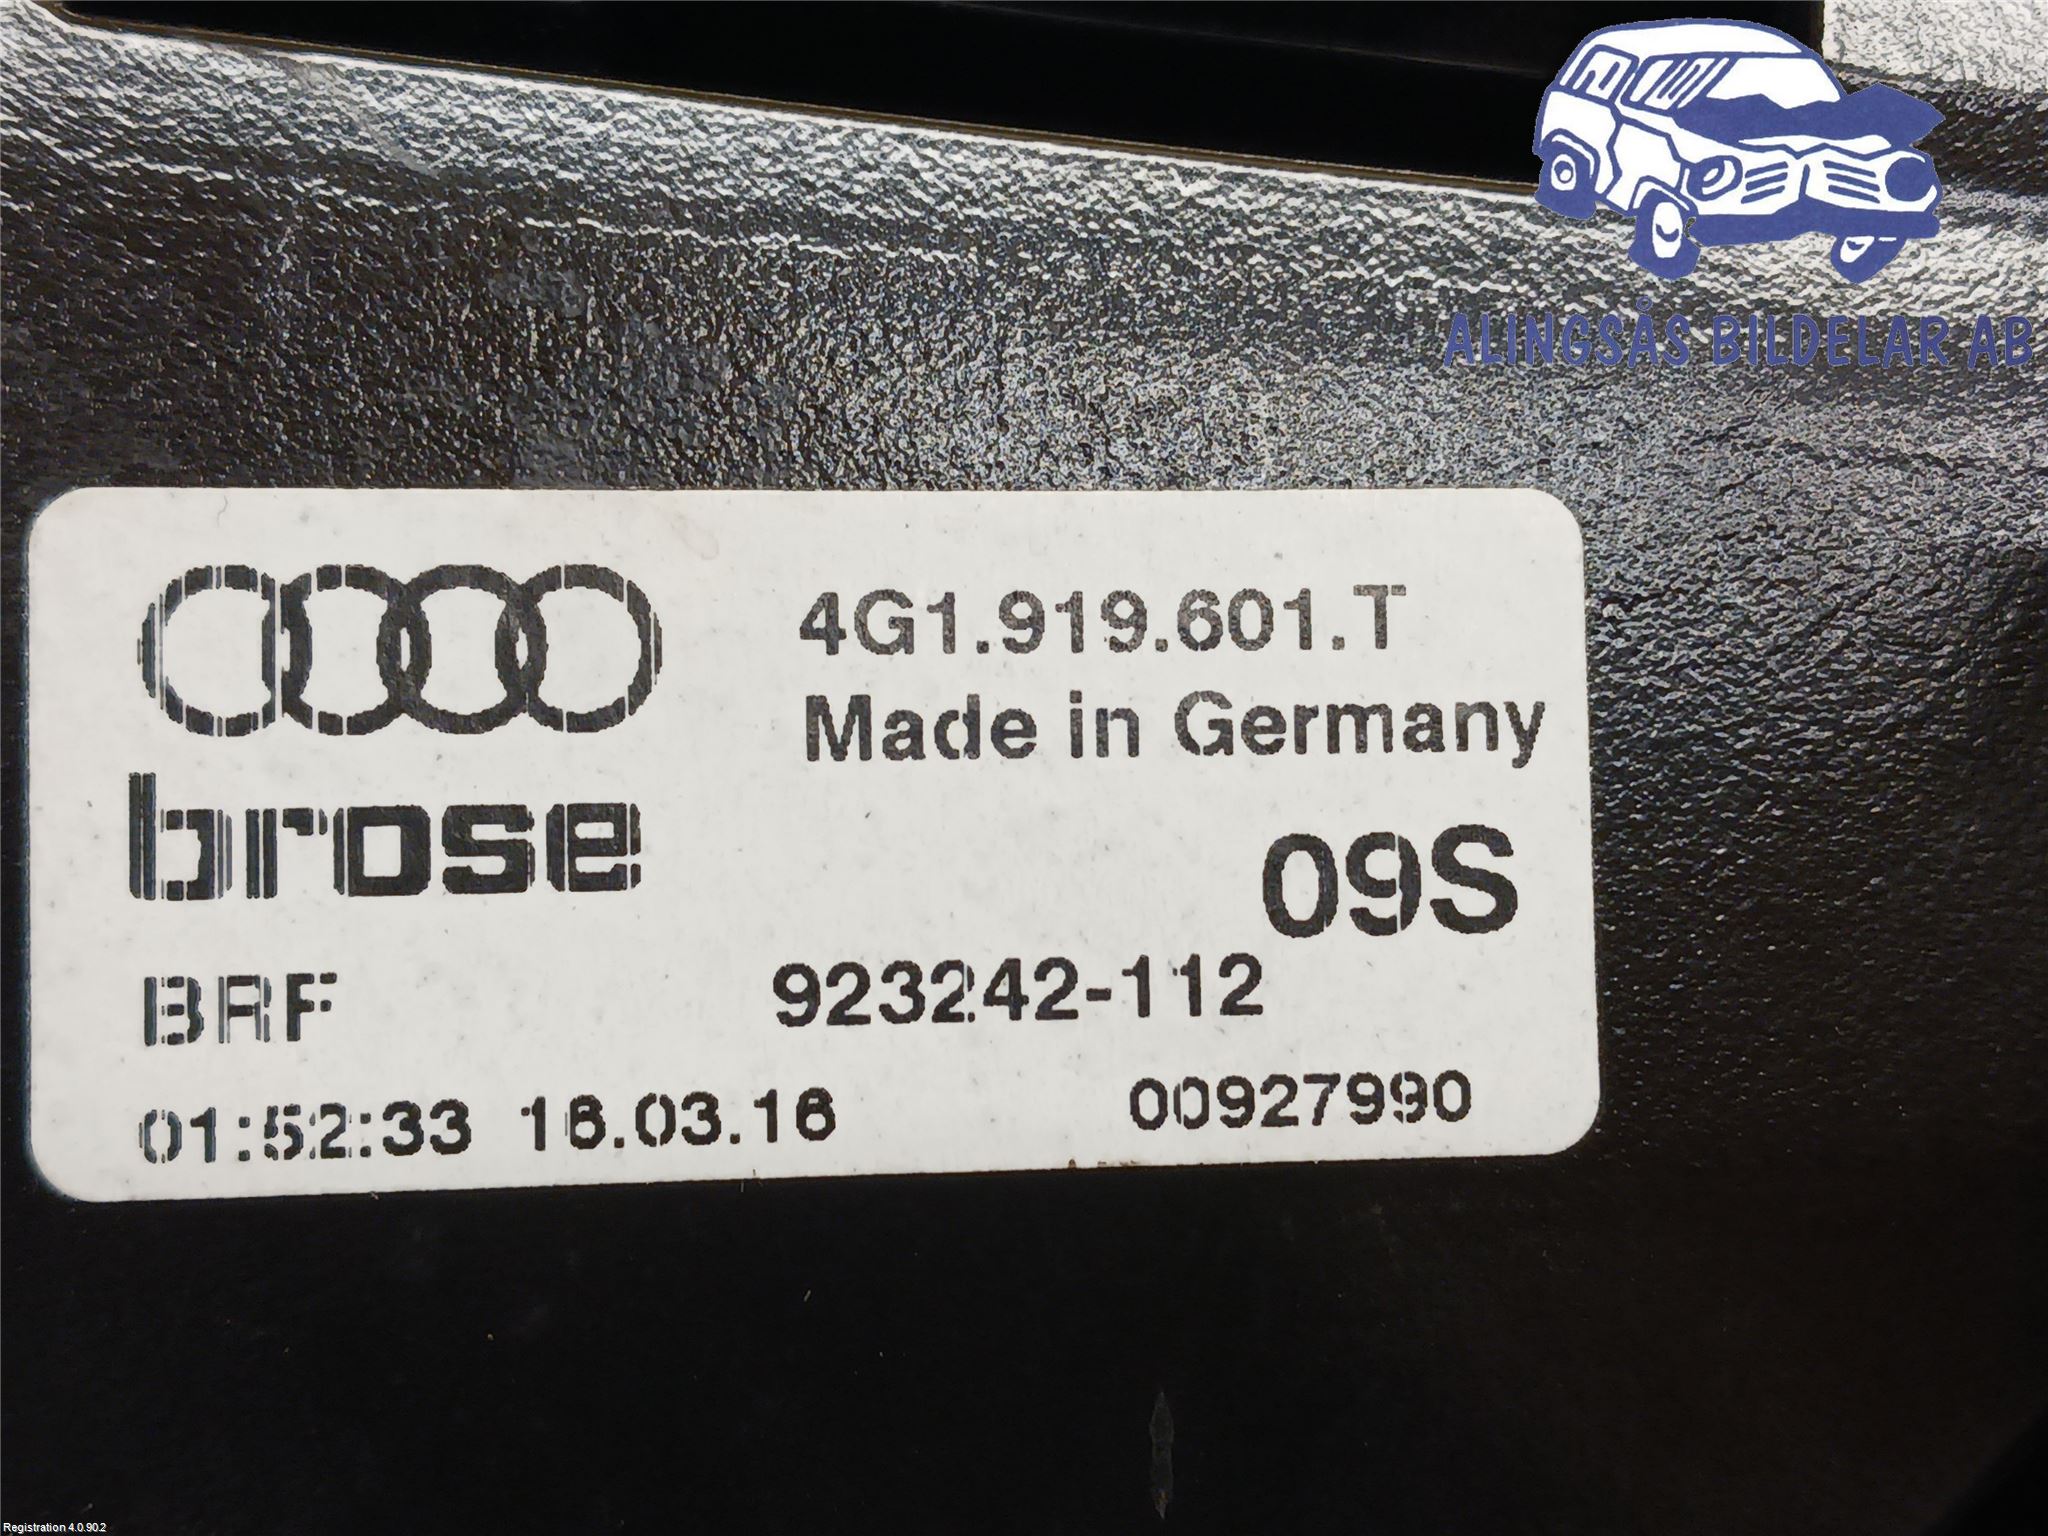 ALINGSÅS BILDELAR AB
4G1.919.601.T
Made in Germany
brose
09S
BRF
923242-112
01:52:33 16.03.16
00927990
Registration 4.0.90.2